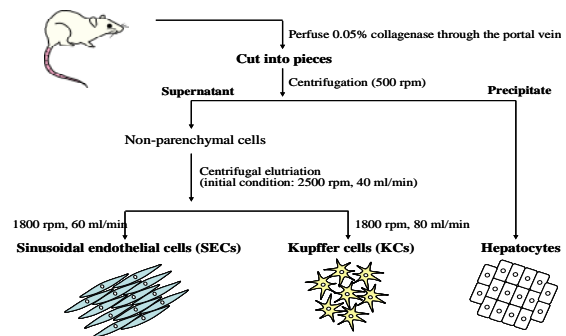 Perfuse 0.05% collagenase through the portal vein
Cut into pieces
Centrifugation (500 rpm)
Supernatant
Precipitate
Non-parenchymal cells
Centrifugal elutriation
(initial condition: 2500 rpm, 40 ml/min)
1800 rpm, 60 ml/min
1800 rpm, 80 ml/min
Sinusoidal endothelial cells (SECs)
Kupffer cells (KCs)
Hepatocytes